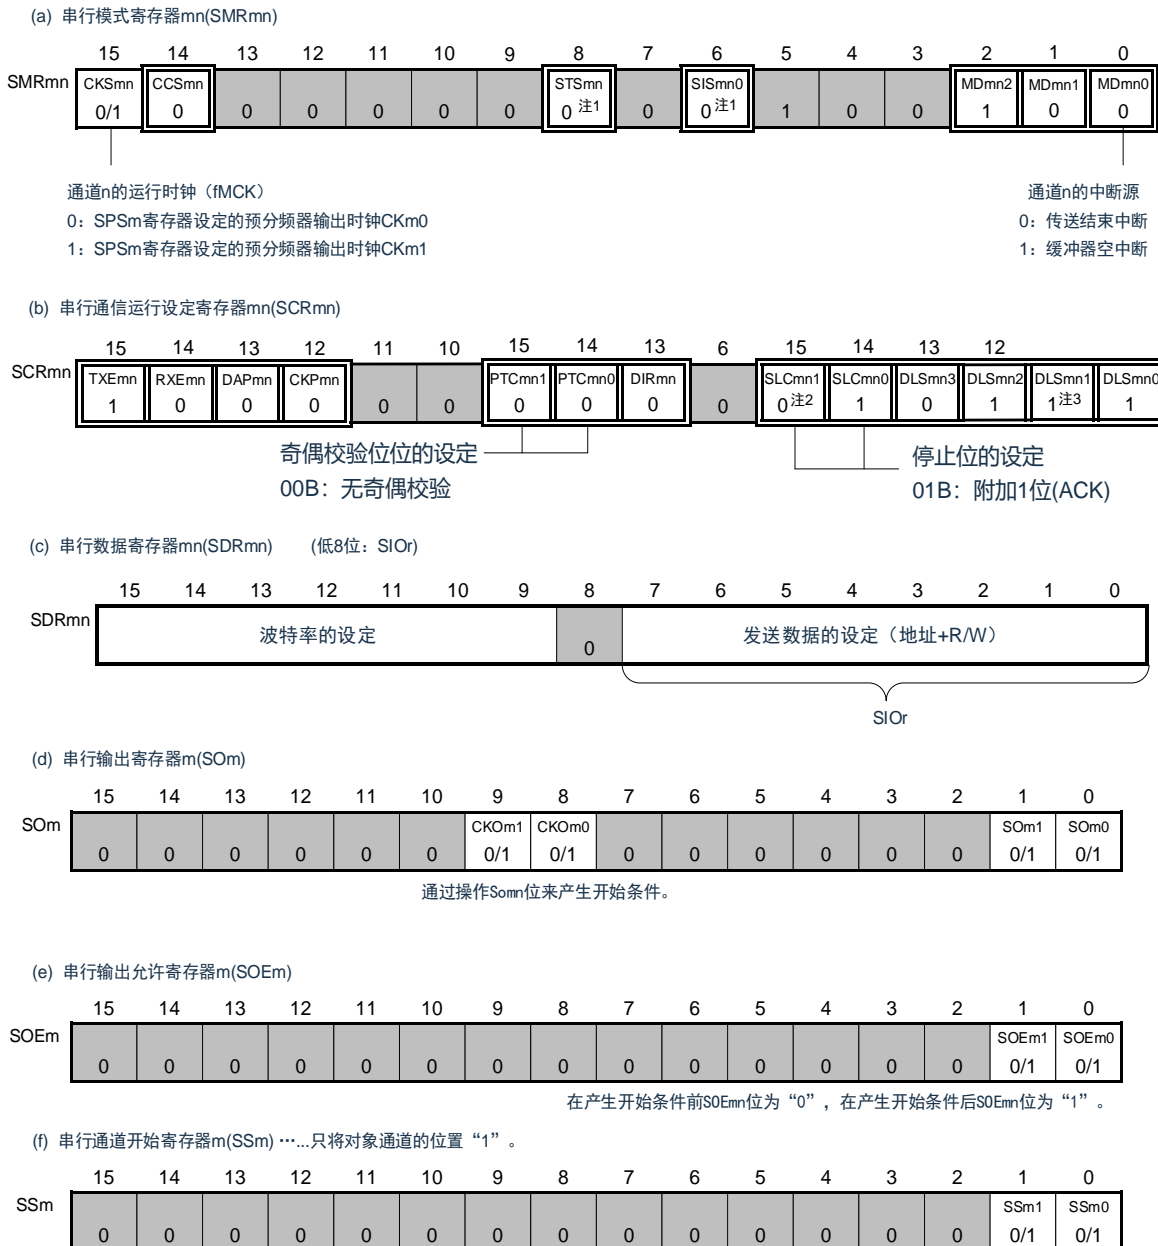 (a) 串行模式寄存器mn(SMRmn)
15 14 13 12 11 10 9 8 7 6 5 4 3 2 1 0
SMRmn CKSmn CCSmn STSmn SISmn0 MDmn2 MDmn1 MDmn0
0/1 0 0 0 0 0 0 0 注1 0 0 注1 1 0 0 1 0 0
通道n的运行时钟（fMCK） 通道n的中断源
0：SPSm寄存器设定的预分频器输出时钟CKm0 0：传送结束中断
1：SPSm寄存器设定的预分频器输出时钟CKm1 1：缓冲器空中断
(b) 串行通信运行设定寄存器mn(SCRmn)
15 14 13 12 11 10 15 14 13 6 15 14 13 12
SCRmn TXEmn RXEmn DAPmn CKPmn PTCmn1 PTCmn0 DIRmn SLCmn1 SLCmn0 DLSmn3 DLSmn2 DLSmn1 DLSmn0
1 0 0 0 0 0 0 0 0 0 0注2 1 0 1 1注3 1
奇偶校验位位的设定 停止位的设定
00B：无奇偶校验 01B：附加1位(ACK)
(c) 串行数据寄存器mn(SDRmn) (低8位：SIOr)
15 14 13 12 11 10 9 8 7 6 5 4 3 2 1 0
SDRmn 波特率的设定 0 发送数据的设定（地址+R/W）
SIOr
(d) 串行输出寄存器m(SOm)
15 14 13 12 11 10 9 8 7 6 5 4 3 2 1 0
SOm CKOm1 CKOm0 SOm1 SOm0
0 0 0 0 0 0 0/1 0/1 0 0 0 0 0 0 0/1 0/1
通过操作Somn位来产生开始条件。
(e) 串行输出允许寄存器m(SOEm)
15 14 13 12 11 10 9 8 7 6 5 4 3 2 1 0
SOEm SOEm1 SOEm0
0 0 0 0 0 0 0 0 0 0 0 0 0 0 0/1 0/1
在产生开始条件前SOEmn位为“0”，在产生开始条件后SOEmn位为“1”。
(f) 串行通道开始寄存器m(SSm) …...只将对象通道的位置“1”。
15 14 13 12 11 10 9 8 7 6 5 4 3 2 1 0
SSm SSm1 SSm0
0 0 0 0 0 0 0 0 0 0 0 0 0 0 0/1 0/1